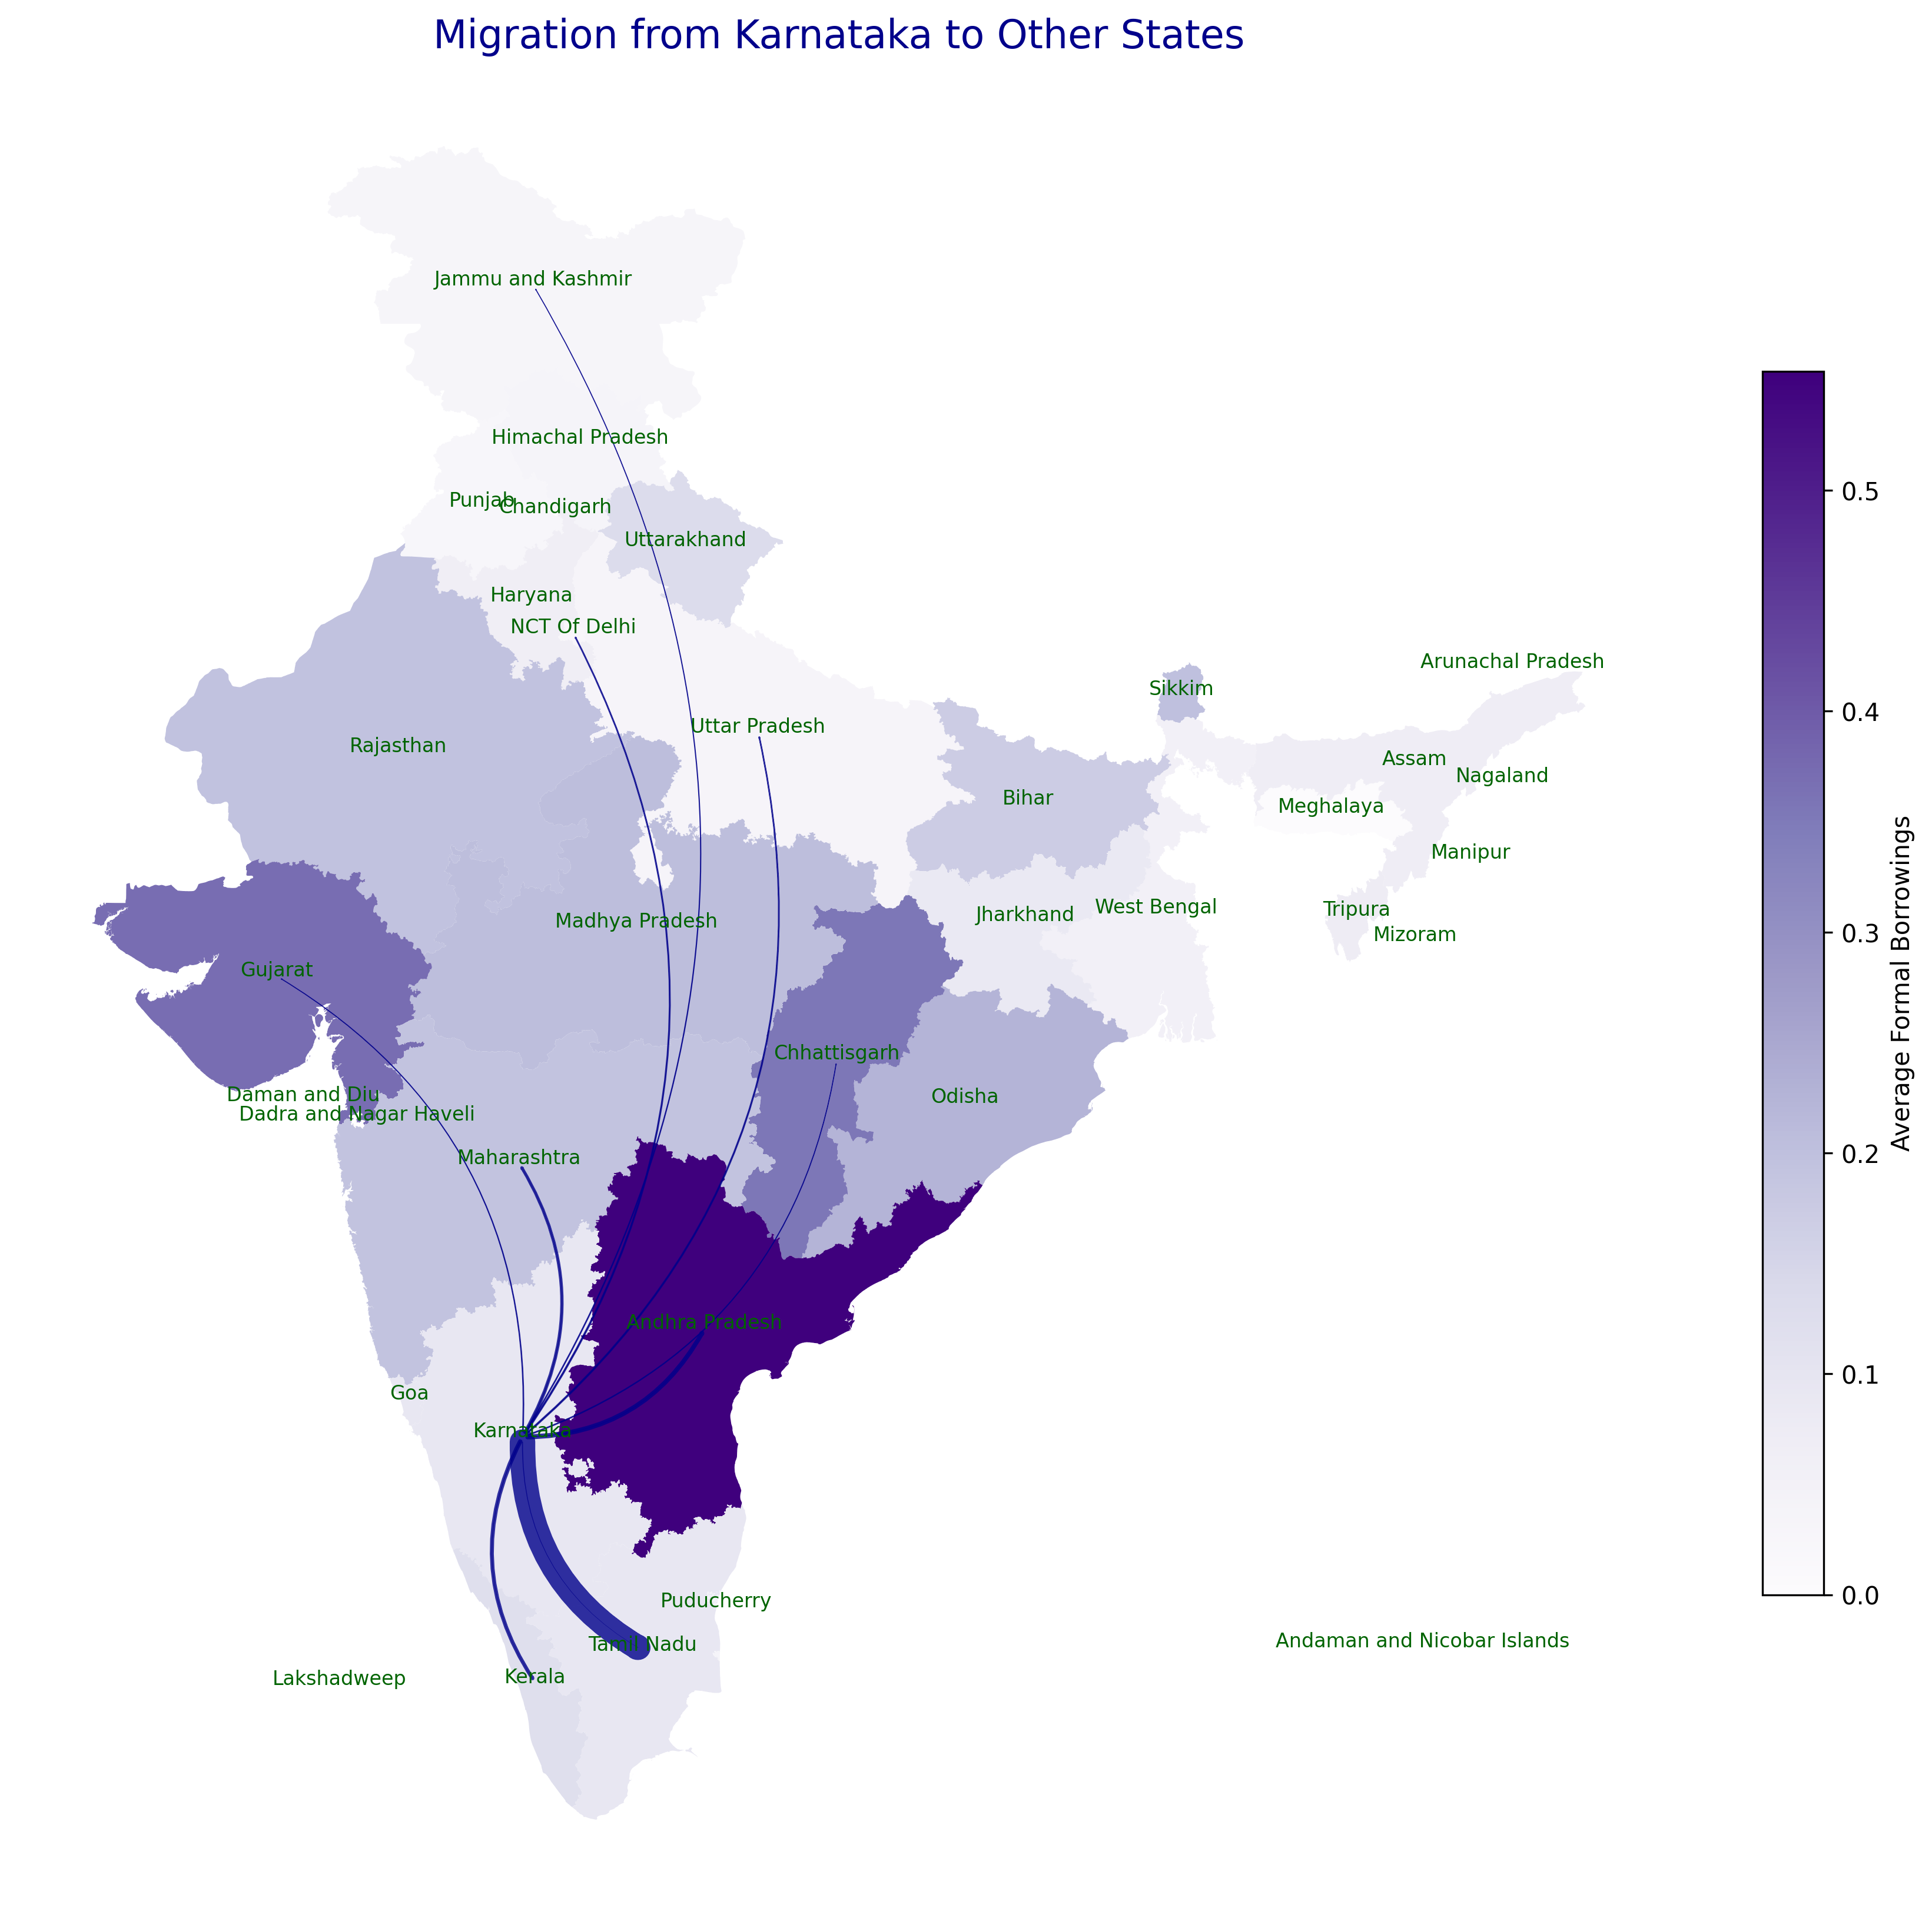 Migration from Karnataka to Other States
Jammu and Kashmir
Himachal Pradesh
Punjab
Chandigarh
Uttarakhand
Haryana
NCT Of Delhi
Arunachal Pradesh
Sikkim
Uttar Pradesh
Rajasthan
Assam
Nagaland
Bihar
Meghalaya
Manipur
West Bengal
Tripura
Jharkhand
Madhya Pradesh
Mizoram
Gujarat
Chhattisgarh
Daman and Diu
Odisha
Dadra and Nagar Haveli
Maharashtra
Andhra Pradesh
Goa
Karnataka
Puducherry
Andaman and Nicobar Islands
Tamil Nadu
Kerala
Lakshadweep
0.5
0.4
0.3
0.2
0.1
0.0
Average Formal Borrowings